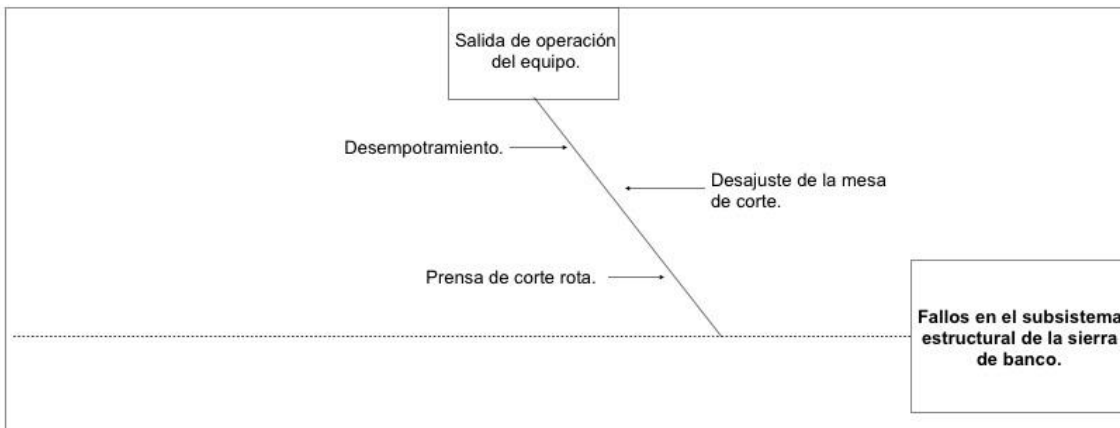 Salida de operación
del equipo.
Desempotramiento.
Desajuste de la mesa
de corte.
Prensa de corte rota.
Fallos en el subsistema
estructural de la sierra
de banco.